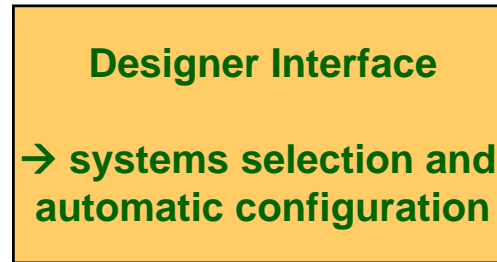 Designer Interface
→ systems selection and
automatic configuration